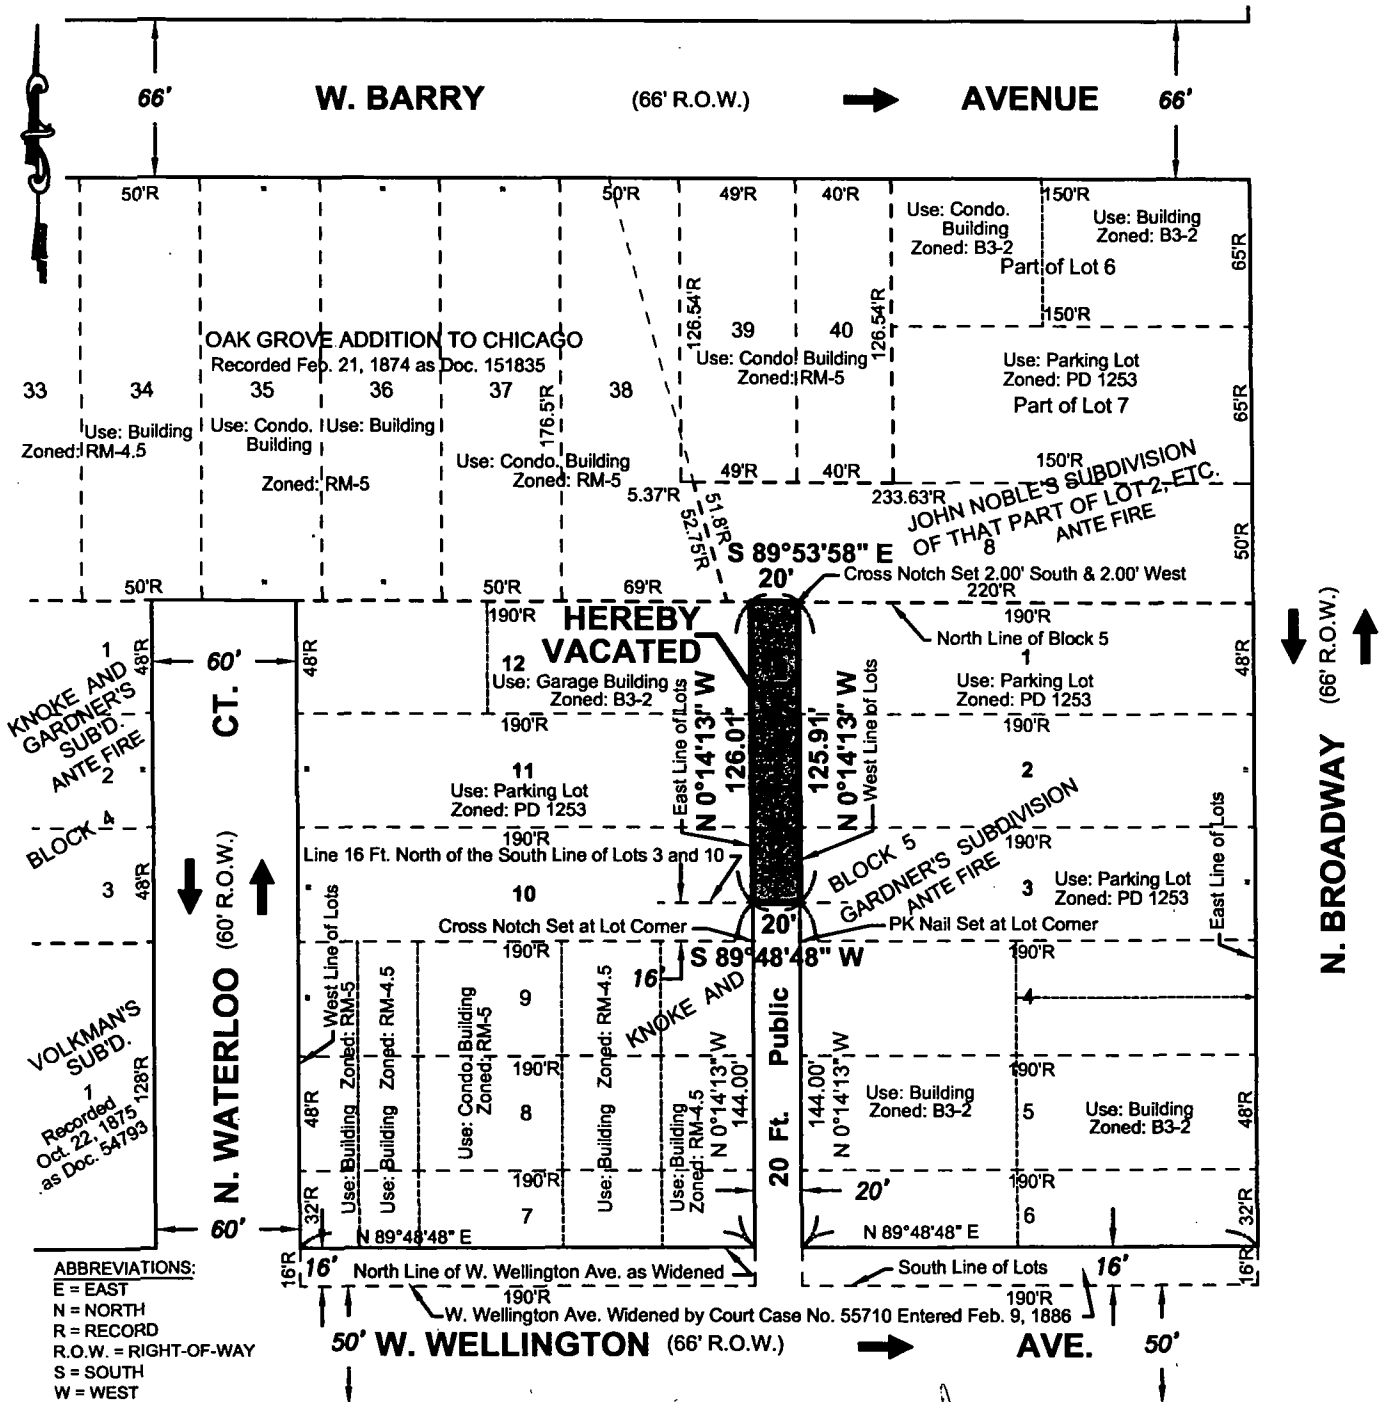 66'
W. BARRY (66' R.O.W.) AVENUE
66'
50'R
50'R
49'R
40'R
150'R
Use: Condo.
Building
Zoned: B3-2
Use: Building
Zoned: B3-2
Part of Lot 6
65'R
150'R
126.54'R
39
40
126.54'R
Use: Condo. Building
Zoned: RM-5
OAK GROVE ADDITION TO CHICAGO
Recorded Feb. 21, 1874 as Doc. 151835
Use: Parking Lot
Zoned: PD 1253
Part of Lot 7
65'R
33
34
35
36
37
38
176.5'R
Use: Building
Zoned: RM-4.5
Use: Condo.
Building
Use: Building
Zoned: RM-5
Use: Condo. Building
Zoned: RM-5
49'R
40'R
150'R
5.37'R
51.8'R
52.75'R
233.63'R
JOHN NOBLE'S SUBDIVISION
OF THAT PART OF LOT 2, ETC.
ANTE FIRE
8
50'R
S 89°53'58" E
20'
Cross Notch Set 2.00' South & 2.00' West
50'R
50'R
69'R
220'R
190'R
190'R
HEREBY
VACATED
North Line of Block 5
1
48'R
60'
48'R
12
Use: Garage Building
Zoned: B3-2
1
Use: Parking Lot
Zoned: PD 1253
48'R
KNOKE AND
GARDNER'S
SUB'D.
ANTE FIRE
CT.
East Line of Lots
N 0°14'13" W
126.01'
125.91'
N 0°14'13" W
West Line of Lots
190'R
190'R
2
11
Use: Parking Lot
Zoned: PD 1253
2
BLOCK 4
190'R
190'R
Line 16 Ft. North of the South Line of Lots 3 and 10
BLOCK 5
GARDNER'S SUBDIVISION
ANTE FIRE
East Line of Lots
3
48'R
10
3
Use: Parking Lot
Zoned: PD 1253
Cross Notch Set at Lot Corner
20'
PK Nail Set at Lot Corner
S 89°48'48" W
190'R
190'R
16'
KNOKE AND
N. WATERLOO (60' R.O.W.)
N. BROADWAY (66' R.O.W.)
West Line of Lots
9
4
VOLKMAN'S
SUB'D.
1
Recorded
Oct. 22, 1875
as Doc. 54793
128'R
Use: Building Zoned: RM-5
Use: Building Zoned: RM-4.5
Use: Condo. Building
Zoned: RM-5
Use: Building Zoned: RM-4.5
Use: Building
Zoned: RM-4.5
190'R
190'R
48'R
8
N 0°14'13" W
144.00'
20 Ft. Public
144.00'
N 0°14'13" W
Use: Building
Zoned: B3-2
5
Use: Building
Zoned: B3-2
48'R
190'R
190'R
20'
32'R
7
6
32'R
60'
N 89°48'48" E
N 89°48'48" E
16'R
16'
North Line of W. Wellington Ave. as Widened
South Line of Lots
16'
16'R
190'R
190'R
W. Wellington Ave. Widened by Court Case No. 55710 Entered Feb. 9, 1886
50'
W. WELLINGTON (66' R.O.W.) AVE.
50'
ABBREVIATIONS:
E = EAST
N = NORTH
R = RECORD
R.O.W. = RIGHT-OF-WAY
S = SOUTH
W = WEST